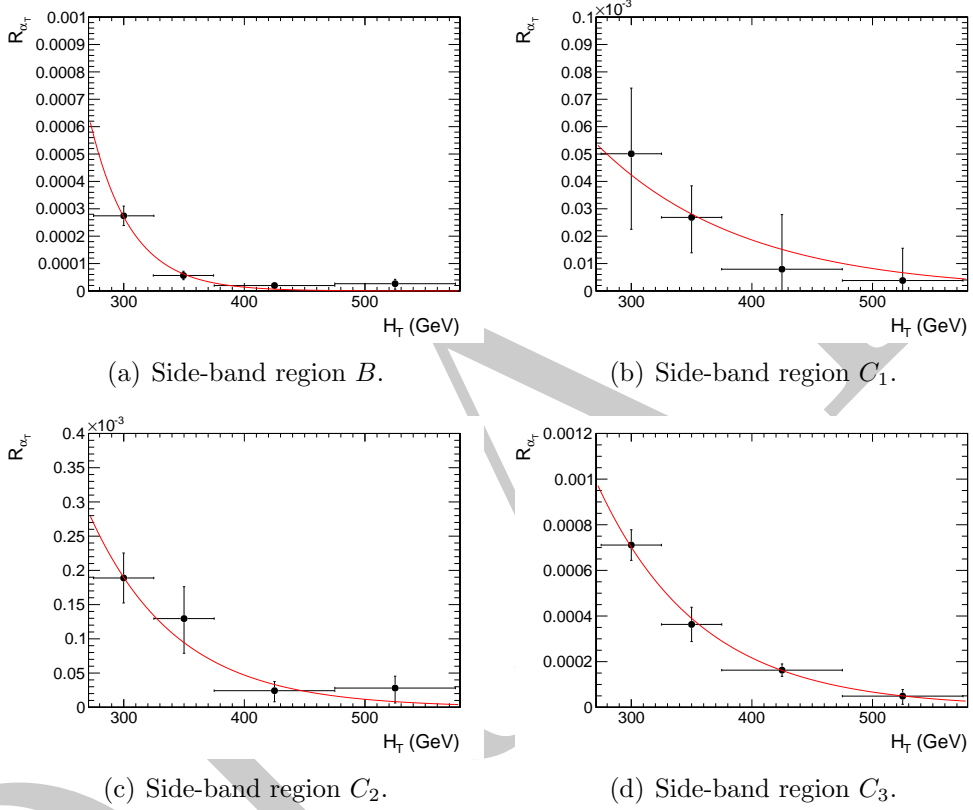 R_{α_T}
0.001
0.0009
0.0008
0.0007
0.0006
0.0005
0.0004
0.0003
0.0002
0.0001
0
300 400 500
H_T (GeV)
(a) Side-band region B.
R_{α_T}
×10⁻³
0.1
0.09
0.08
0.07
0.06
0.05
0.04
0.03
0.02
0.01
0
300 400 500
H_T (GeV)
(b) Side-band region C₁.
R_{α_T}
×10⁻³
0.4
0.35
0.3
0.25
0.2
0.15
0.1
0.05
0
300 400 500
H_T (GeV)
(c) Side-band region C₂.
R_{α_T}
0.0012
0.001
0.0008
0.0006
0.0004
0.0002
0
300 400 500
H_T (GeV)
(d) Side-band region C₃.